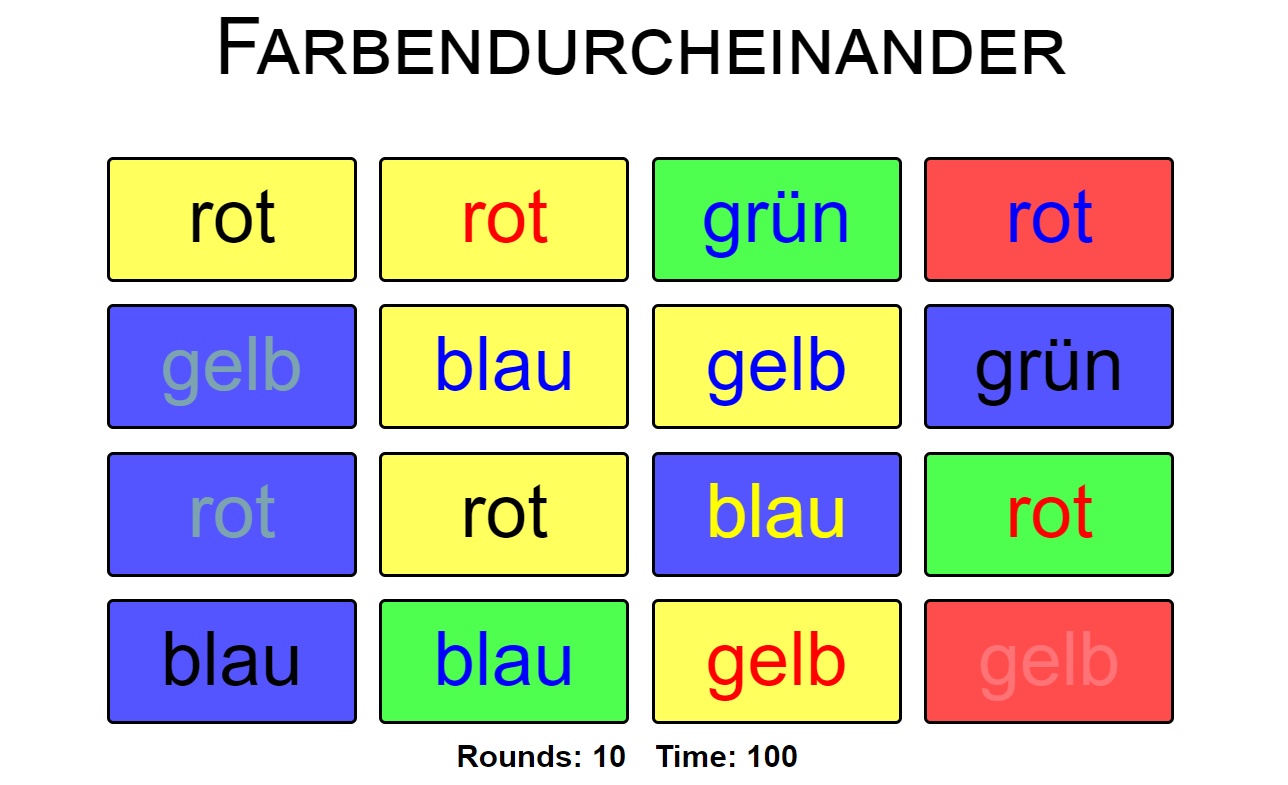 Farbendurcheinander
rot rot grün rot
gelb blau gelb grün
rot rot blau rot
blau blau gelb gelb
Rounds: 10 Time: 100